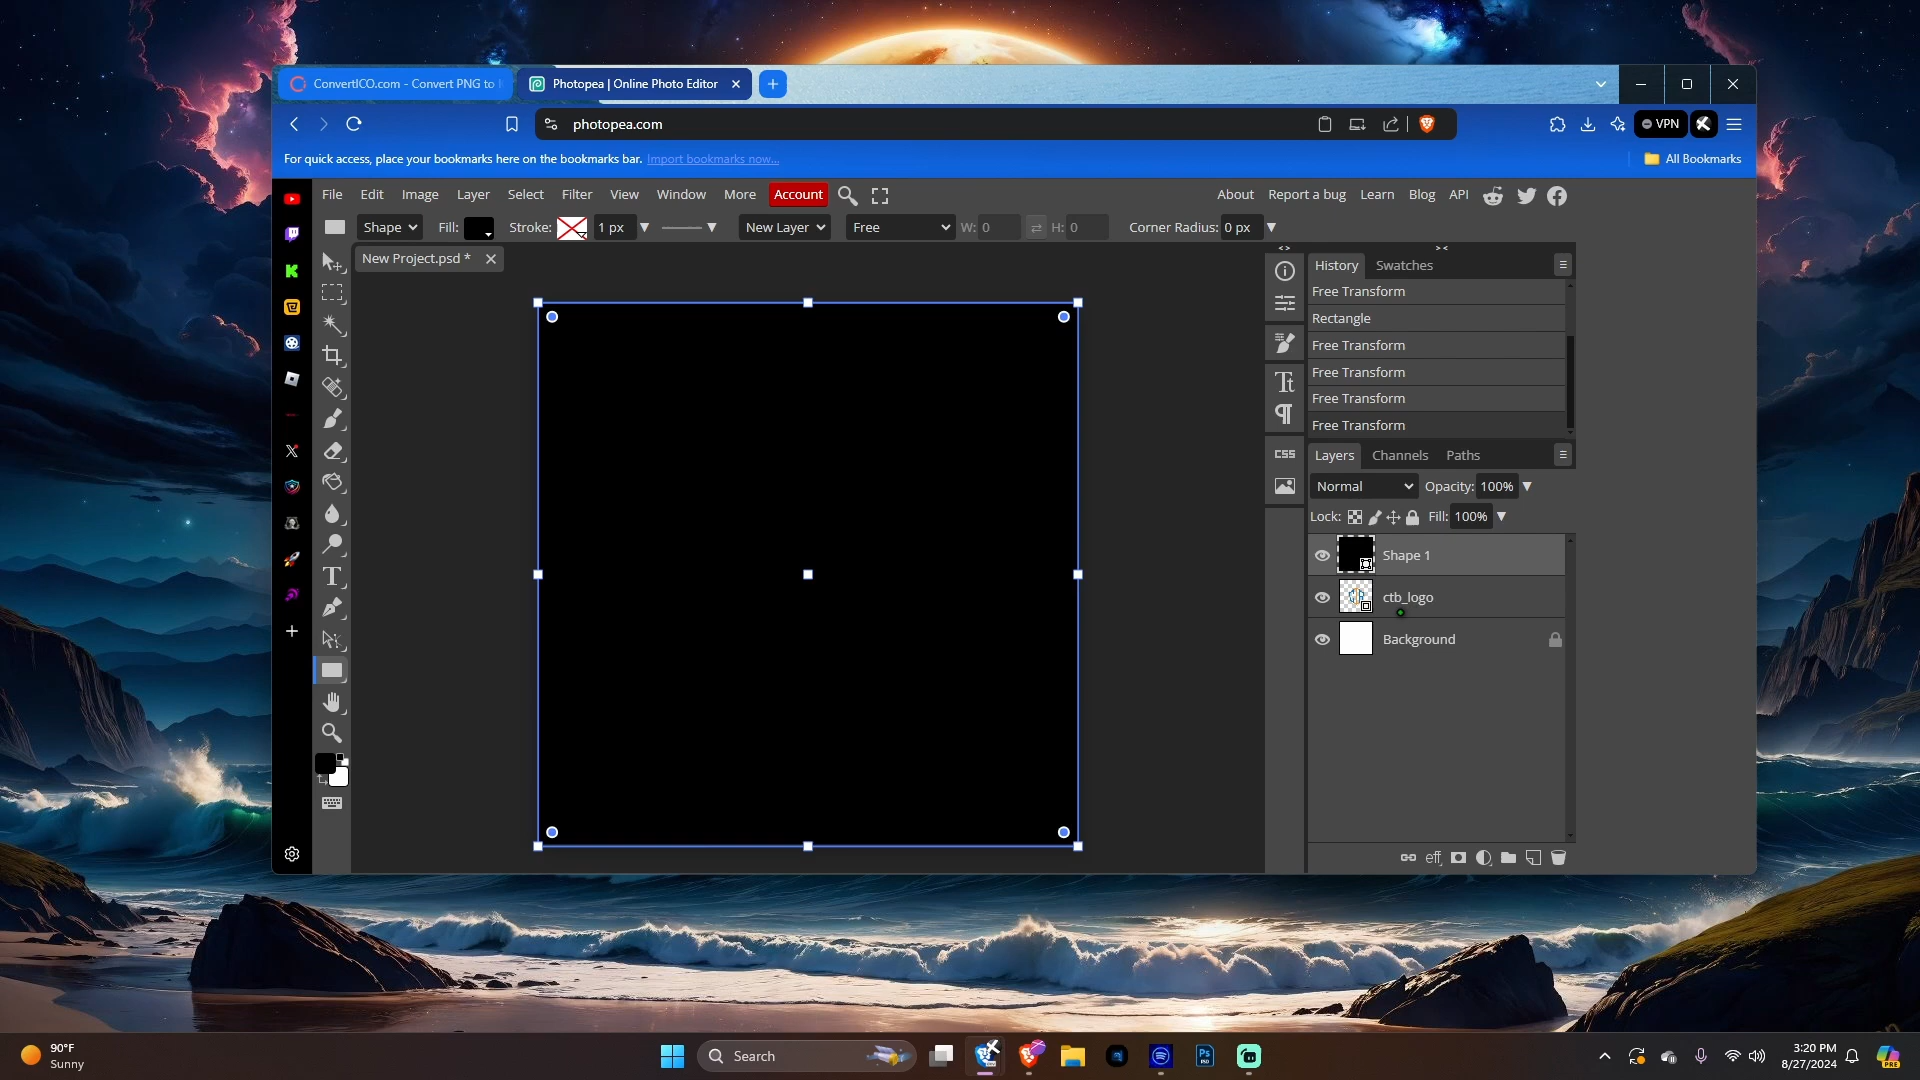 ConvertICO.com - Convert PNG to I
Photopea | Online Photo Editor
photopea.com
VPN
For quick access, place your bookmarks here on the bookmarks bar. Import bookmarks now...
All Bookmarks
File Edit Image Layer Select Filter View Window More Account
About Report a bug Learn Blog API
Shape Fill: Stroke: 1 px New Layer Free W: 0 H: 0 Corner Radius: 0 px
New Project.psd *
< >
> <
History Swatches
Free Transform
Rectangle
Free Transform
Free Transform
Free Transform
Free Transform
CSS
Layers Channels Paths
Normal Opacity: 100%
Lock: Fill: 100%
Shape 1
ctb_logo
Background
eff
90°F
Sunny
Search
3:20 PM
8/27/2024